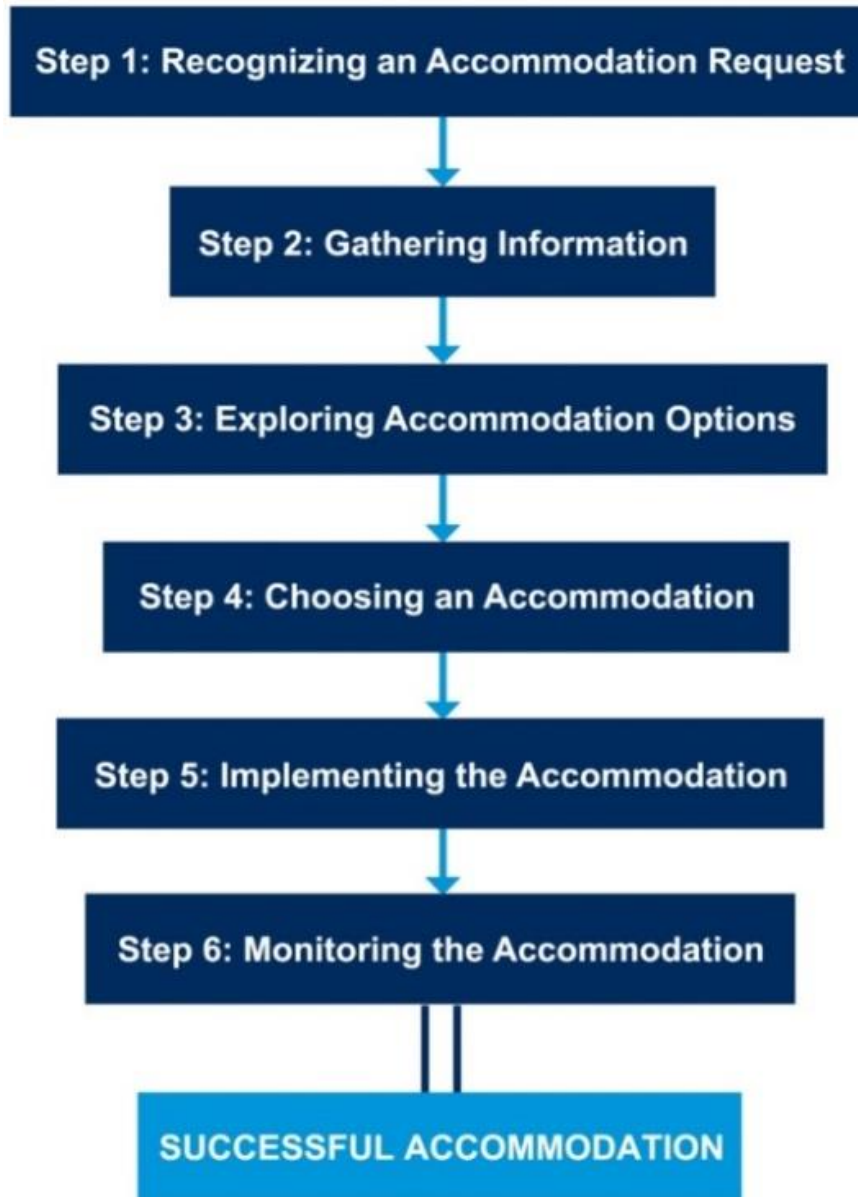 Step 1: Recognizing an Accommodation Request
Step 2: Gathering Information
Step 3: Exploring Accommodation Options
Step 4: Choosing an Accommodation
Step 5: Implementing the Accommodation
Step 6: Monitoring the Accommodation
SUCCESSFUL ACCOMMODATION